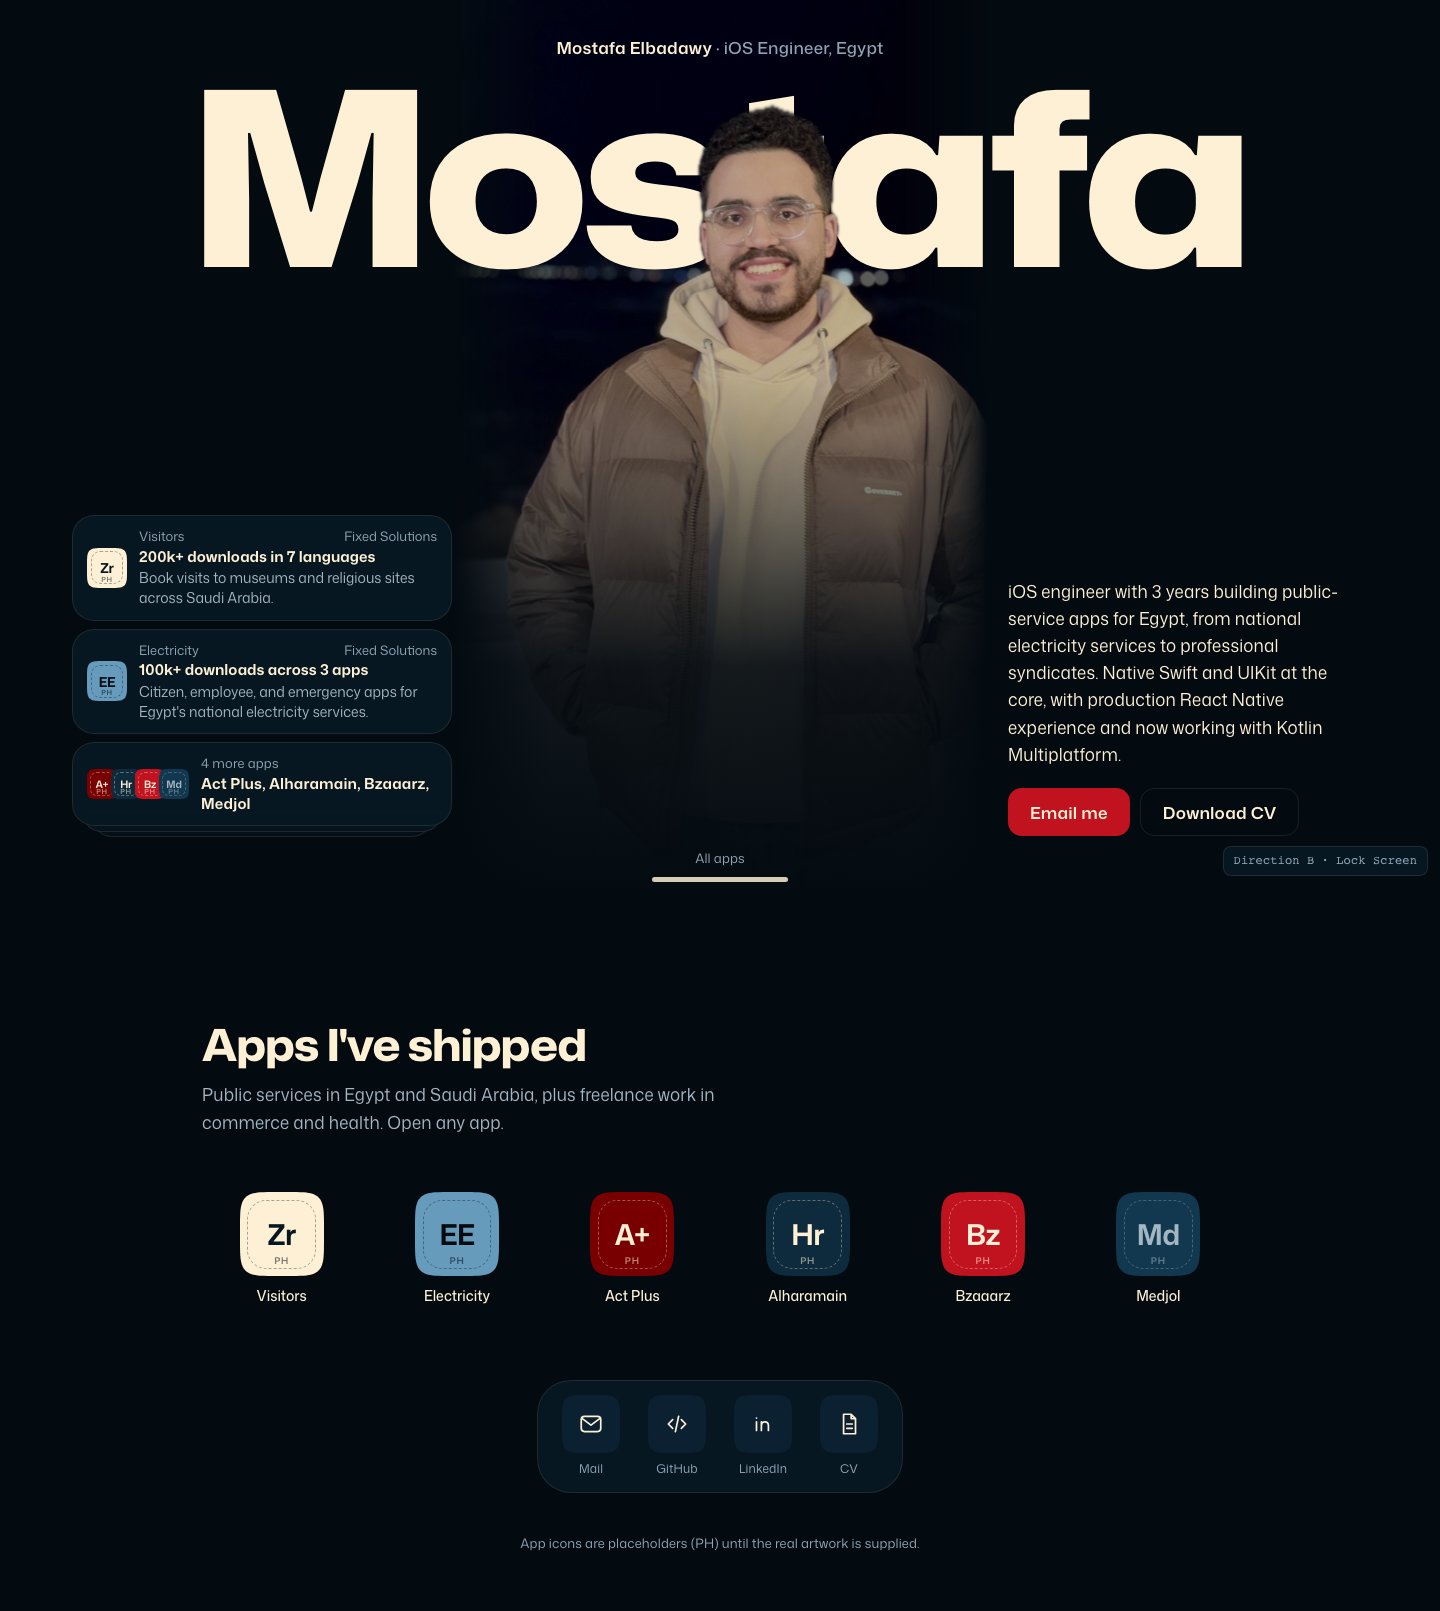 Mostafa Elbadawy · iOS Engineer, Egypt
Mostafa
Visitors
Fixed Solutions
Zr
PH
200k+ downloads in 7 languages
Book visits to museums and religious sites
across Saudi Arabia.
Electricity
Fixed Solutions
EE
PH
100k+ downloads across 3 apps
Citizen, employee, and emergency apps for
Egypt's national electricity services.
A+
PH
Hr
PH
Bz
PH
Md
PH
4 more apps
Act Plus, Alharamain, Bzaaarz,
Medjol
iOS engineer with 3 years building public-
service apps for Egypt, from national
electricity services to professional
syndicates. Native Swift and UIKit at the
core, with production React Native
experience and now working with Kotlin
Multiplatform.
Email me
Download CV
All apps
Direction B · Lock Screen
Apps I've shipped
Public services in Egypt and Saudi Arabia, plus freelance work in
commerce and health. Open any app.
Zr
PH
Visitors
EE
PH
Electricity
A+
PH
Act Plus
Hr
PH
Alharamain
Bz
PH
Bzaaarz
Md
PH
Medjol
in
Mail
GitHub
LinkedIn
CV
App icons are placeholders (PH) until the real artwork is supplied.